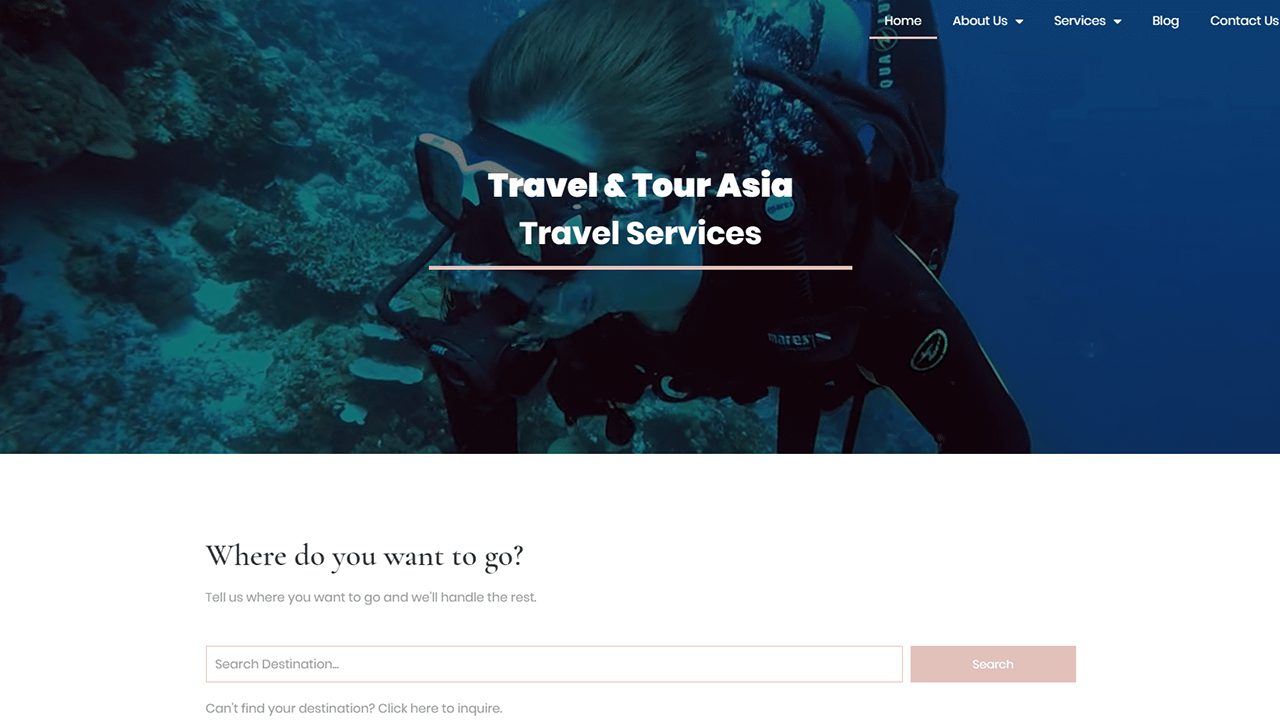 Home About Us Services Blog Contact Us
Travel & Tour Asia
Travel Services
mares
mares
Where do you want to go?
Tell us where you want to go and we'll handle the rest.
Search Destination...
Search
Can't find your destination? Click here to inquire.